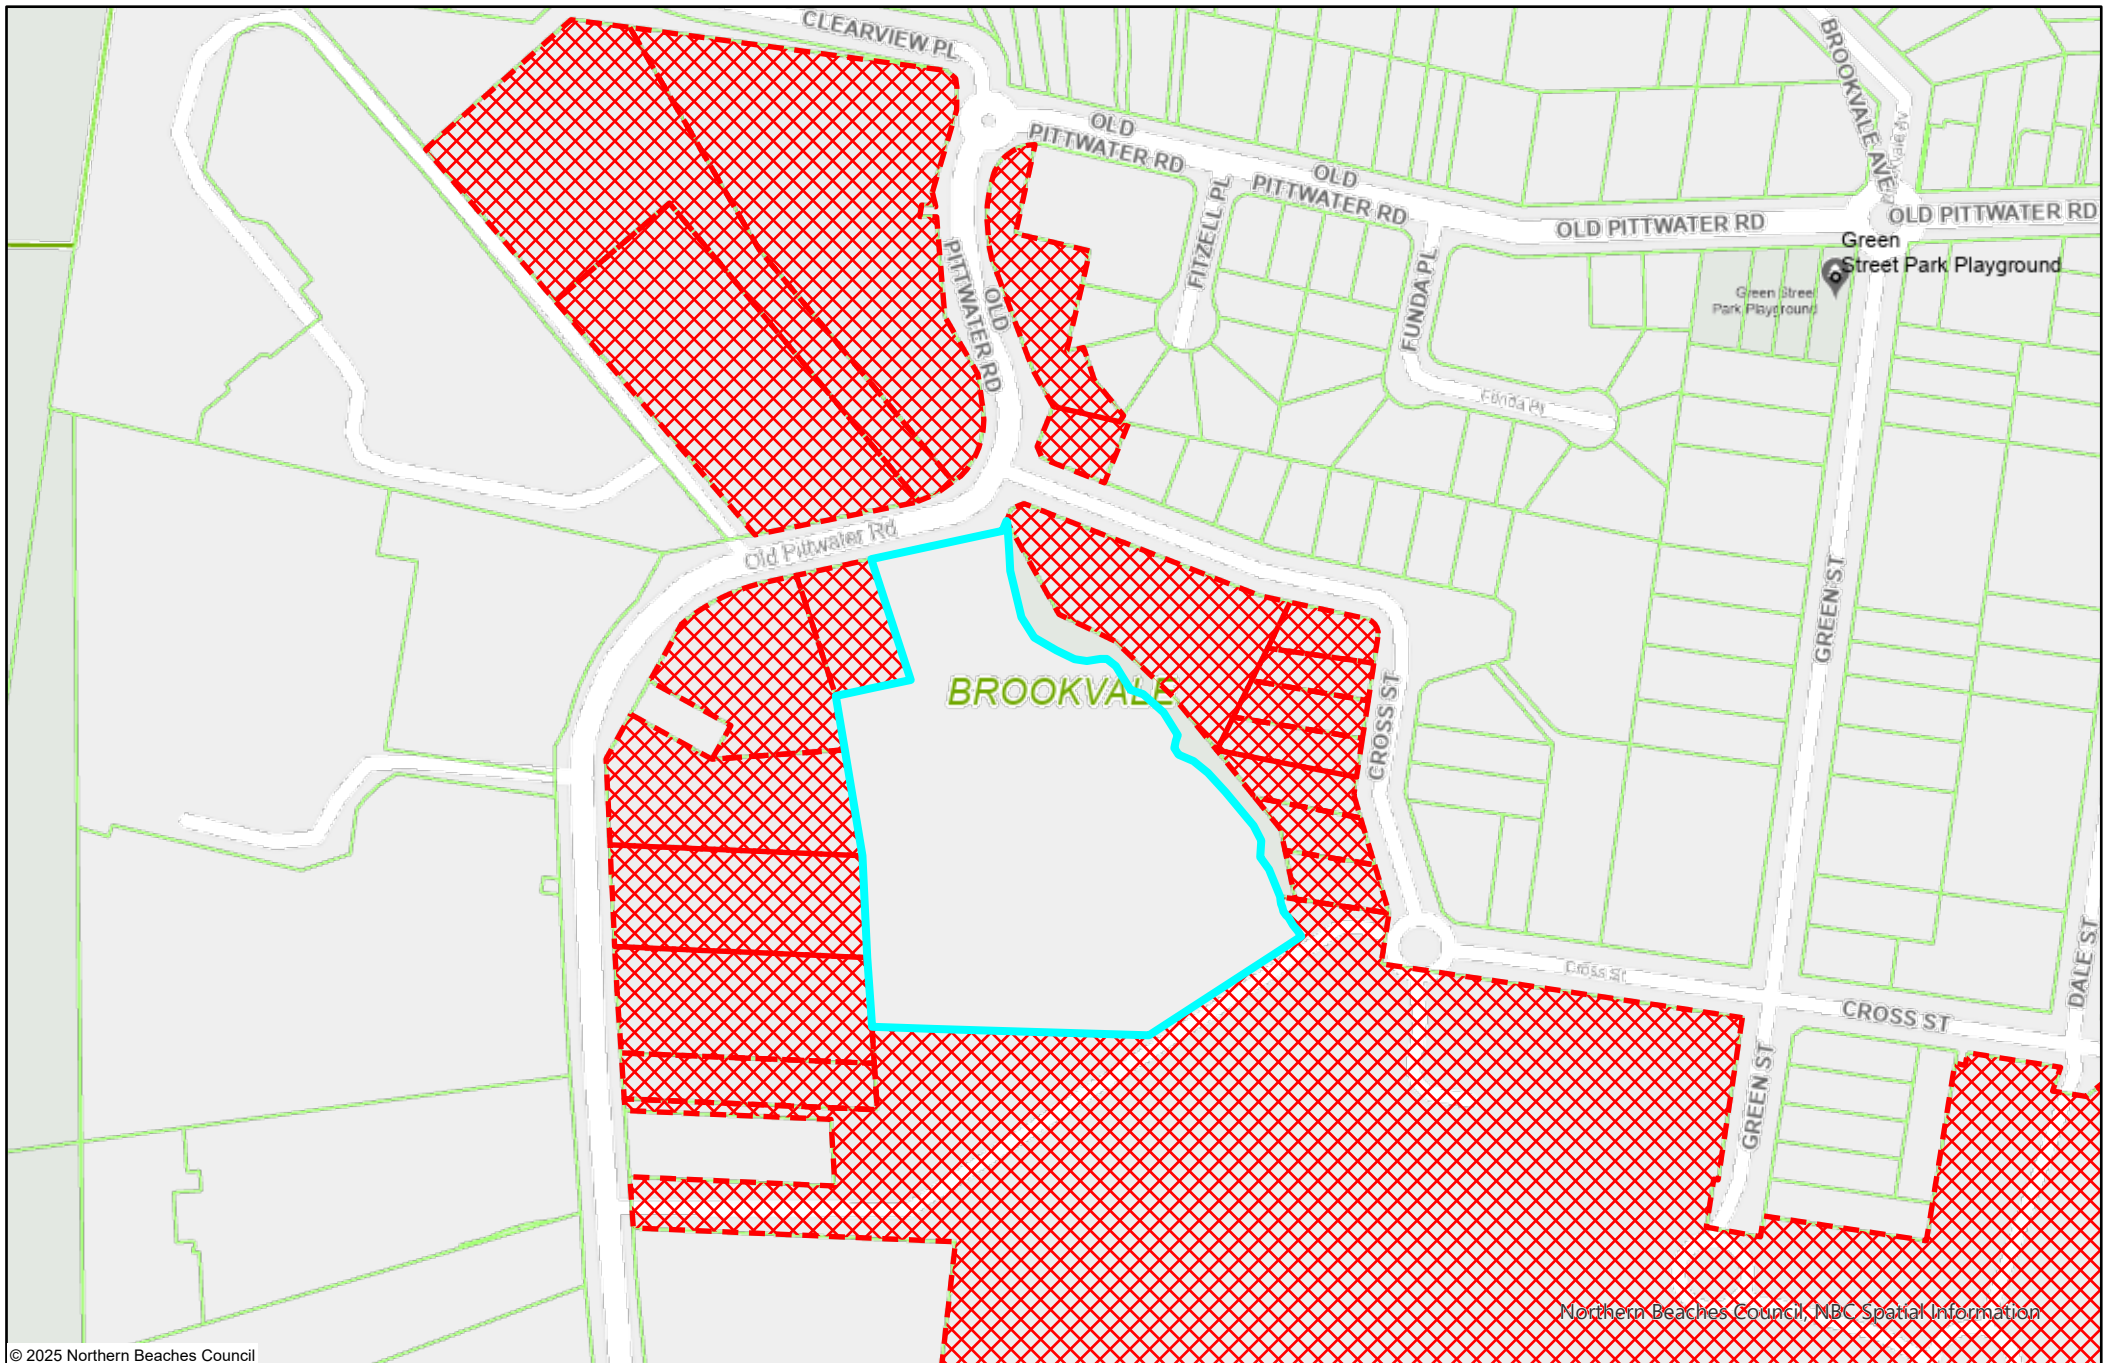 CLEARVIEW PL
BROOKVALE AVE
OLD
PITTWATER RD
OLD
PITTWATER RD
OLD PITTWATER RD
OLD PITTWATER RD
Green
Street Park Playground
Green Street
Park Playground
FITZELL PL
FUNDA PL
OLD
PITTWATER RD
Funda Pl
Old Pittwater Rd
GREEN ST
BROOKVALE
CROSS ST
Cross St
CROSS ST
DALE ST
GREEN ST
Northern Beaches Council, NBC Spatial Information
© 2025 Northern Beaches Council